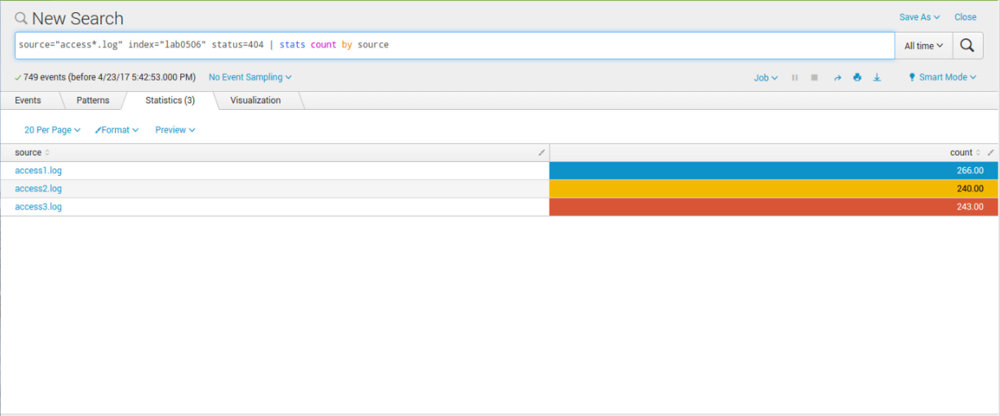 New Search
Save As
Close
source="access*.log" index="lab0506" status=404 | stats count by source
All time
749 events (before 4/23/17 5:42:53.000 PM)
No Event Sampling
Job
Smart Mode
Events
Patterns
Statistics (3)
Visualization
20 Per Page
Format
Preview
source
count
access1.log
266.00
access2.log
240.00
access3.log
243.00